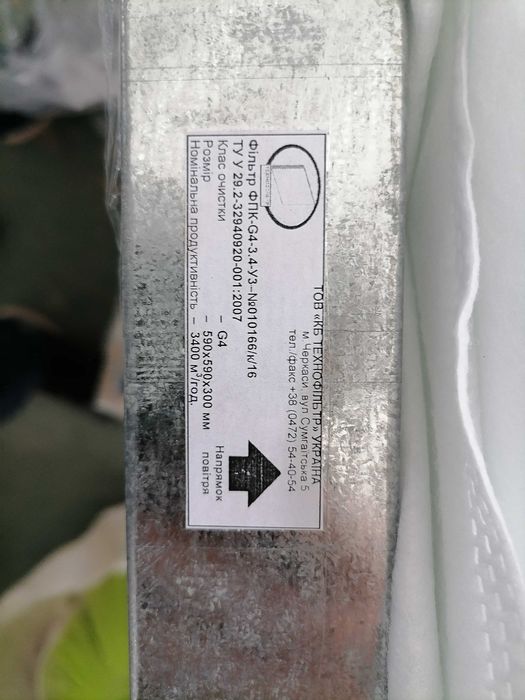 ТОВ «КБ ТЕХНОФІЛЬТР» УКРАЇНА
м. Черкаси, вул Сумгаїтська 5
тел./факс +38 (0472) 54-40-54
Фільтр ФПК-G4-3.4-У3-№010166/к/16
ТУ У 29.2-32940920-001:2007
Клас очистки – G4
Розмір – 590х590х300 мм
Номінальна продуктивність – 3400 м³/год.
Напрямок
повітря